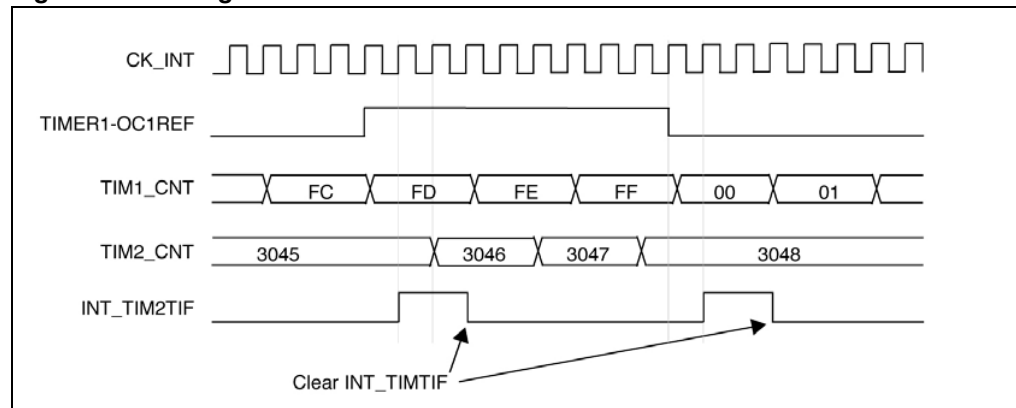 CK_INT
TIMER1-OC1REF
TIM1_CNT FC FD FE FF 00 01
TIM2_CNT 3045 3046 3047 3048
INT_TIM2TIF
Clear INT_TIMTIF